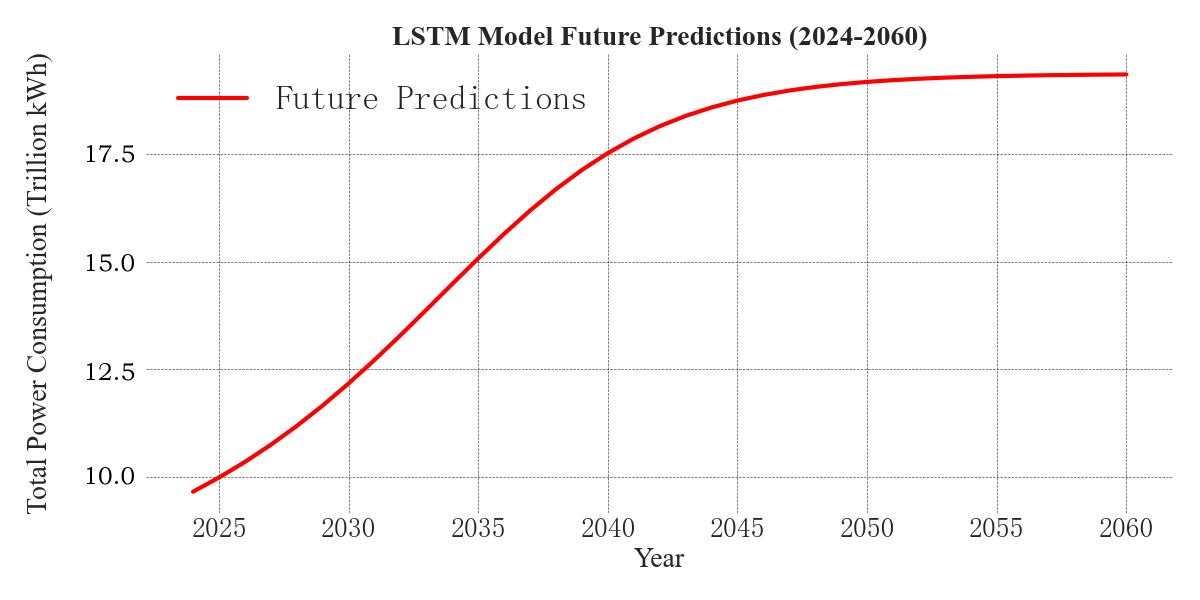 LSTM Model Future Predictions (2024-2060)
Future Predictions
Total Power Consumption (Trillion kWh)
17.5
15.0
12.5
10.0
2025 2030 2035 2040 2045 2050 2055 2060
Year